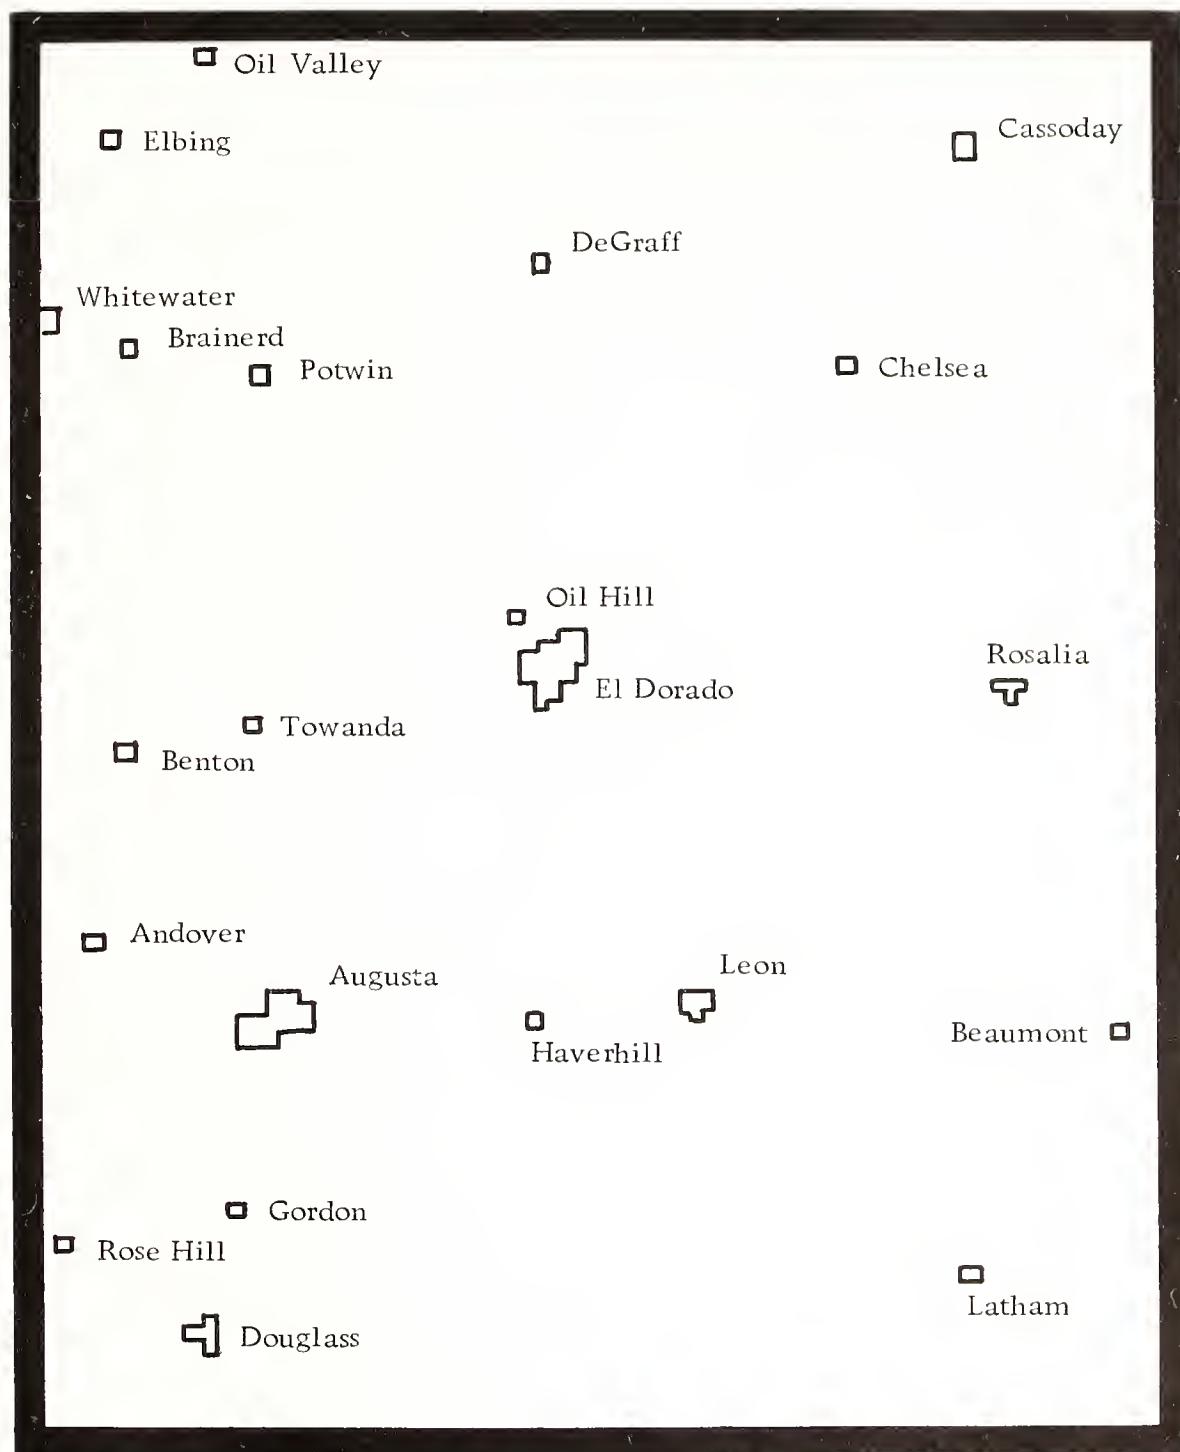 Oil Valley
Cassoday
Elbing
DeGraff
Whitewater
Brainerd
Potwin
Chelsea
Oil Hill
Rosalia
El Dorado
Towanda
Benton
Andover
Leon
Augusta
Beaumont
Haverhill
Gordon
Rose Hill
Latham
Douglass